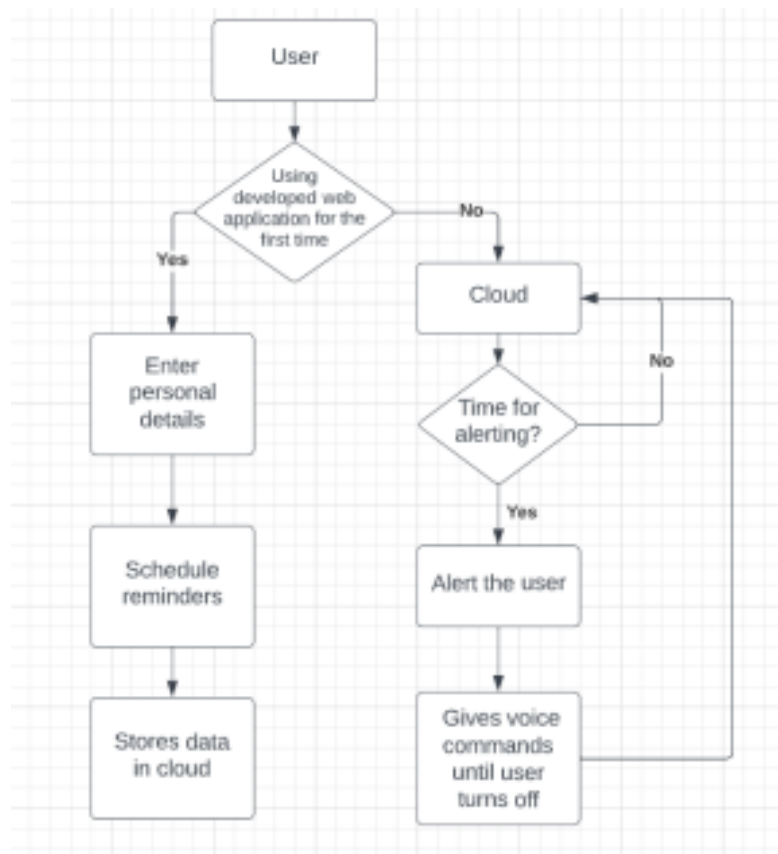 User
Using
developed web
application for the
first time
No
Yes
Cloud
Enter
personal
details
No
Time for
alerting?
Yes
Schedule
reminders
Alert the user
Stores data
in cloud
Gives voice
commands
until user
turns off